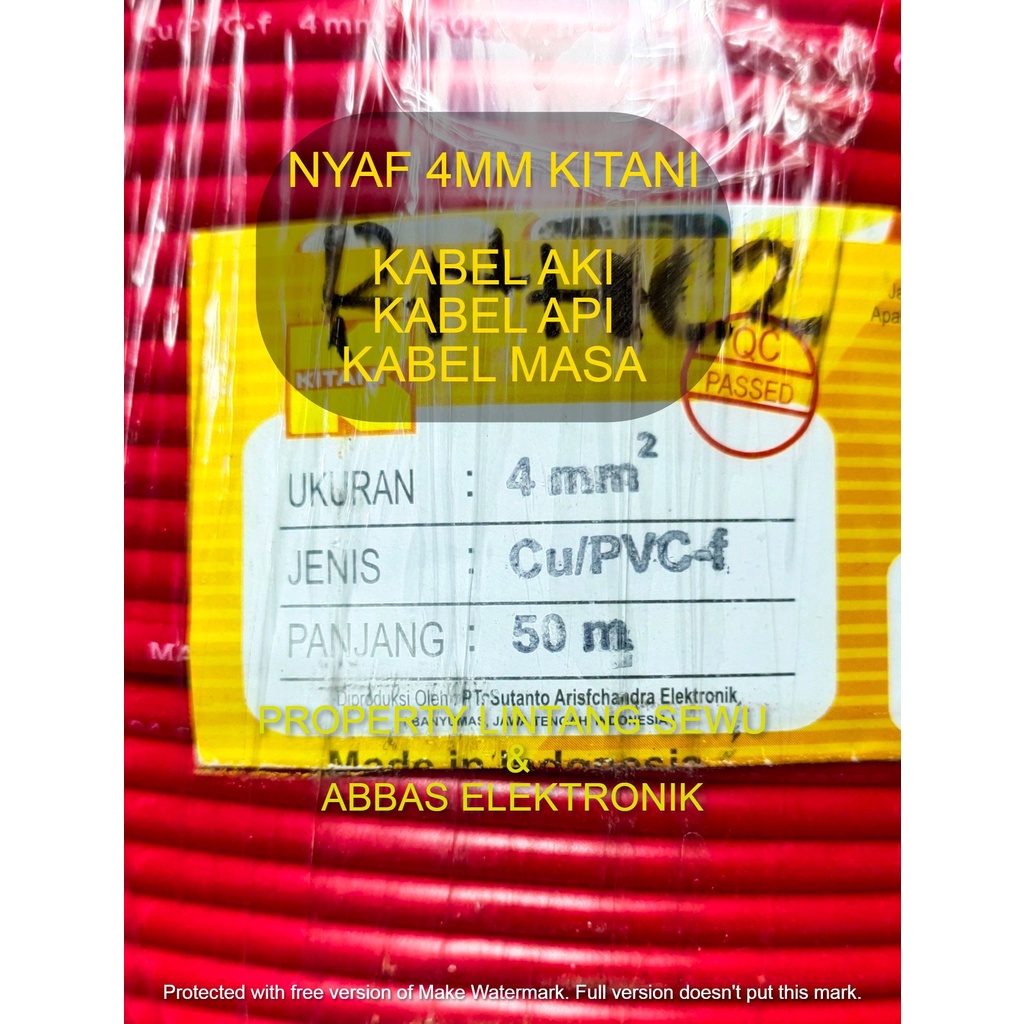 Cu/PVC-f 4 mm²
NYAF 4MM KITANI
KABEL AKI
KABEL API
KABEL MASA
KITANI
QC
PASSED
UKURAN : 4 mm²
JENIS : Cu/PVC-f
PANJANG : 50 m
Diproduksi Oleh : PT. Sutanto Arisfchandra Elektronik
BANYUMAS, JAWA TENGAH INDONESIA
PROPERTY LINTANG SEWU
Made in Indonesia
&
ABBAS ELEKTRONIK
Protected with free version of Make Watermark. Full version doesn't put this mark.